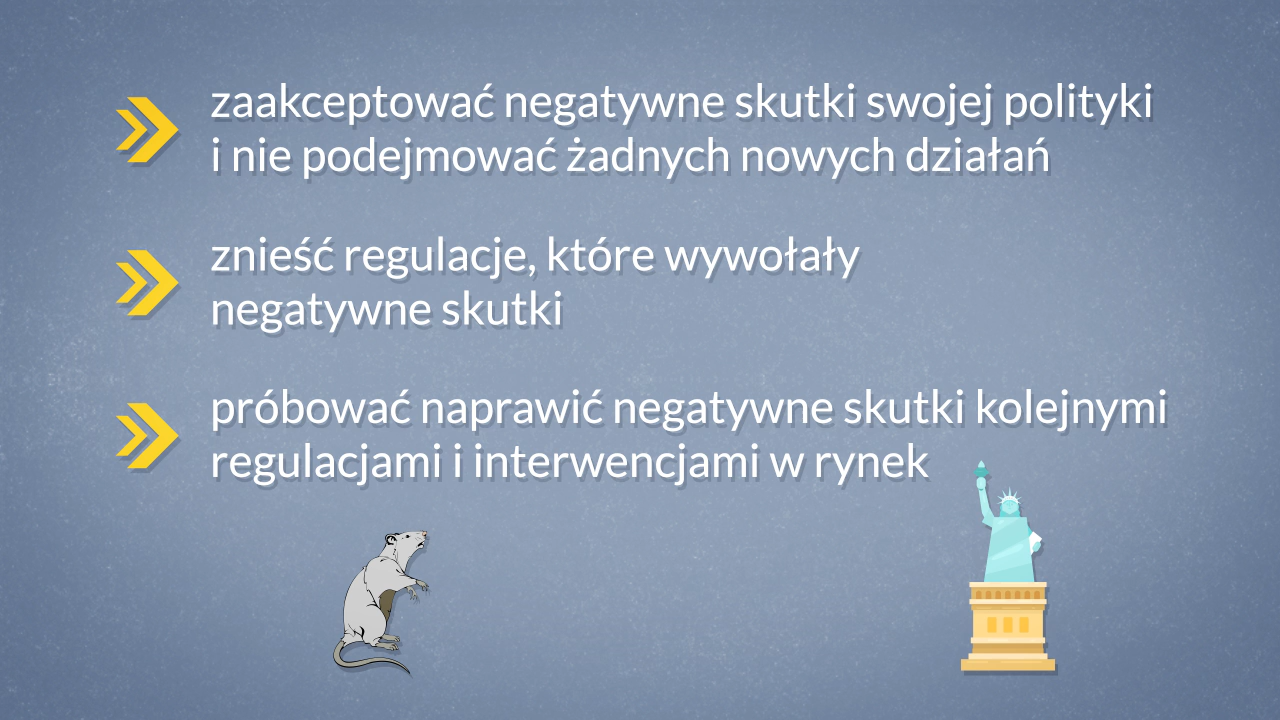 zaakceptować negatywne skutki swojej polityki
i nie podejmować żadnych nowych działań
znieść regulacje, które wywołały
negatywne skutki
próbować naprawić negatywne skutki kolejnymi
regulacjami i interwencjami w rynek